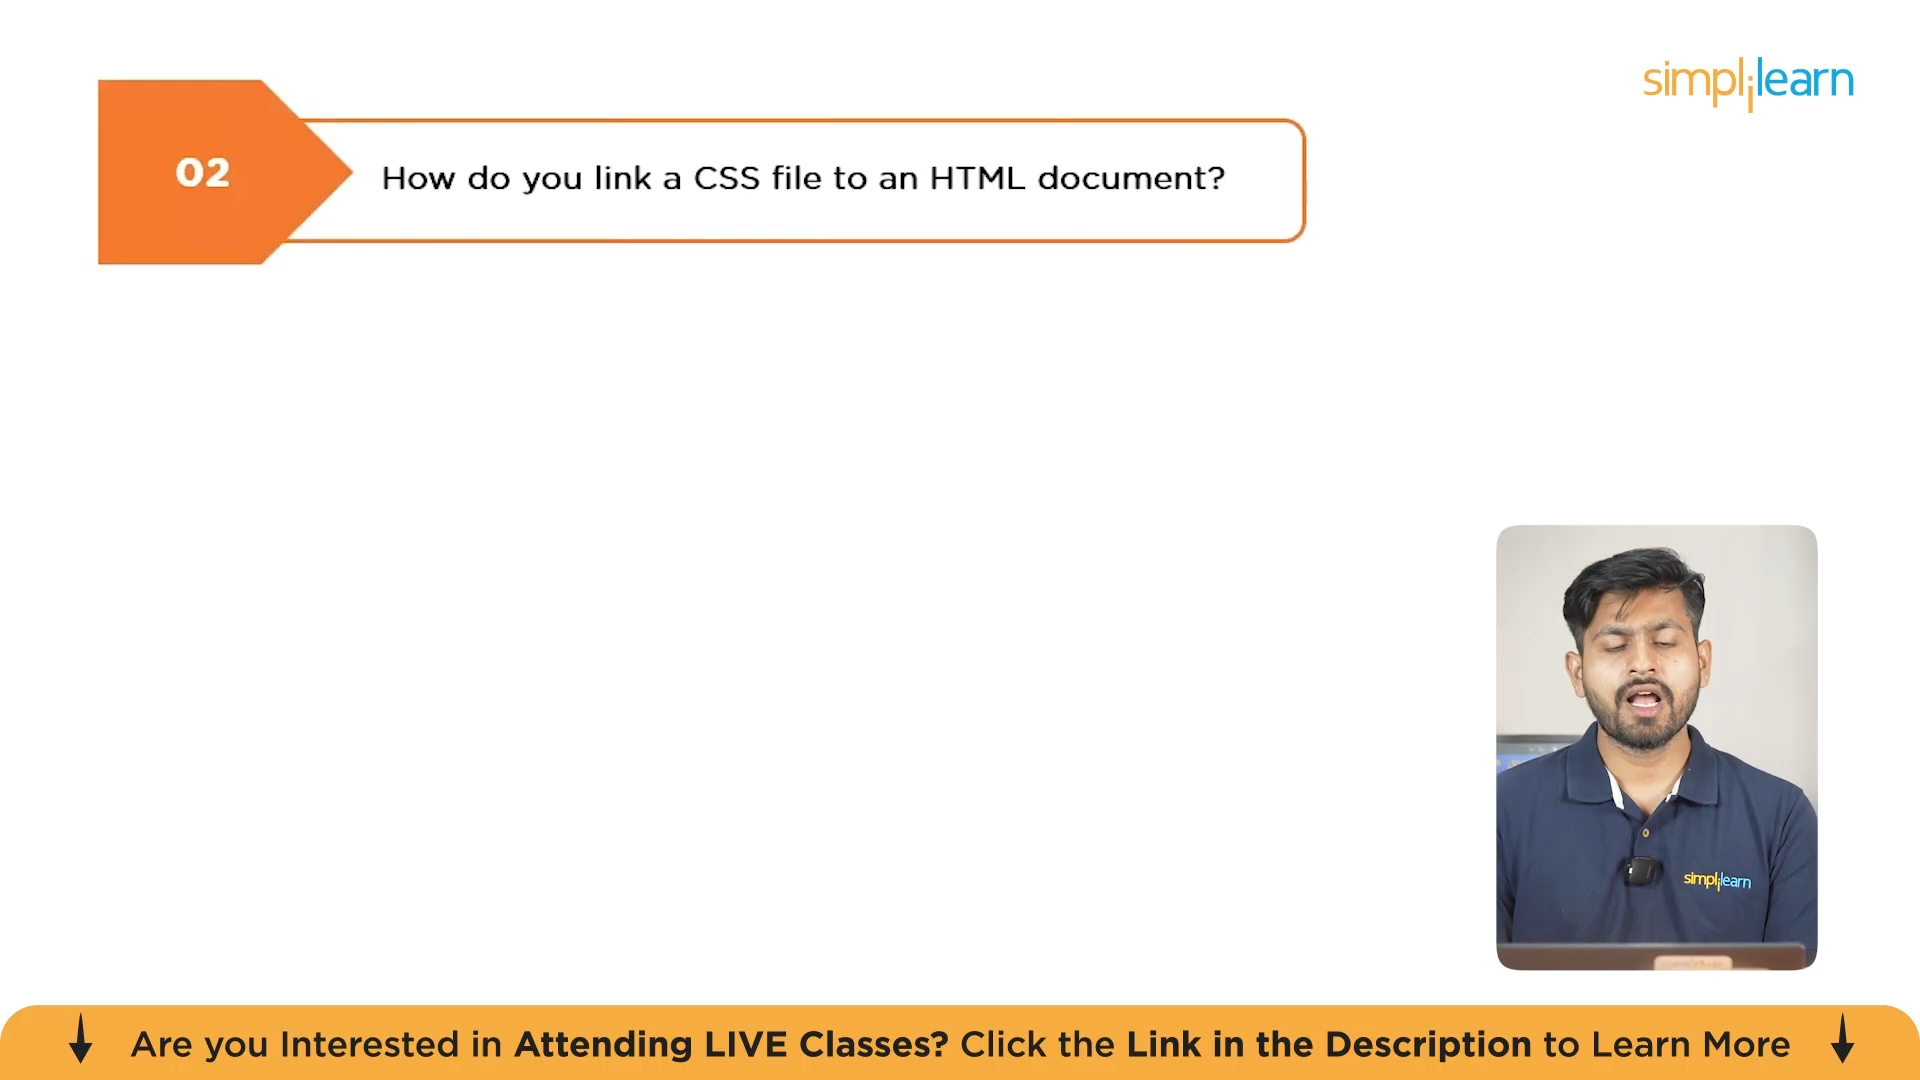 simplilearn
02
How do you link a CSS file to an HTML document?
simplilearn
Are you Interested in Attending LIVE Classes? Click the Link in the Description to Learn More